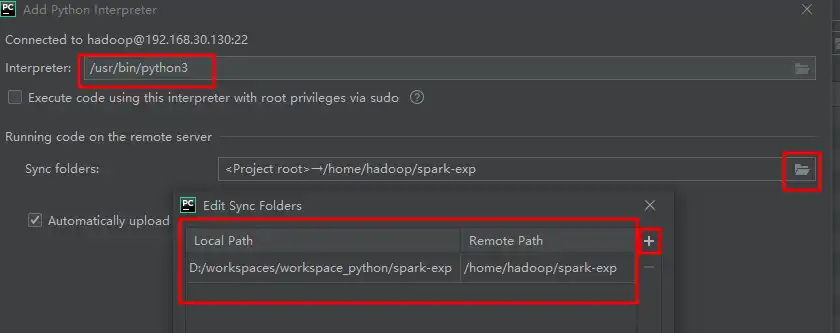 PC Add Python Interpreter
Connected to hadoop@192.168.30.130:22
Interpreter: /usr/bin/python3
Execute code using this interpreter with root privileges via sudo ?
Running code on the remote server
Sync folders: <Project root>→/home/hadoop/spark-exp
Automatically upload
PC Edit Sync Folders
Local Path Remote Path
D:/workspaces/workspace_python/spark-exp /home/hadoop/spark-exp